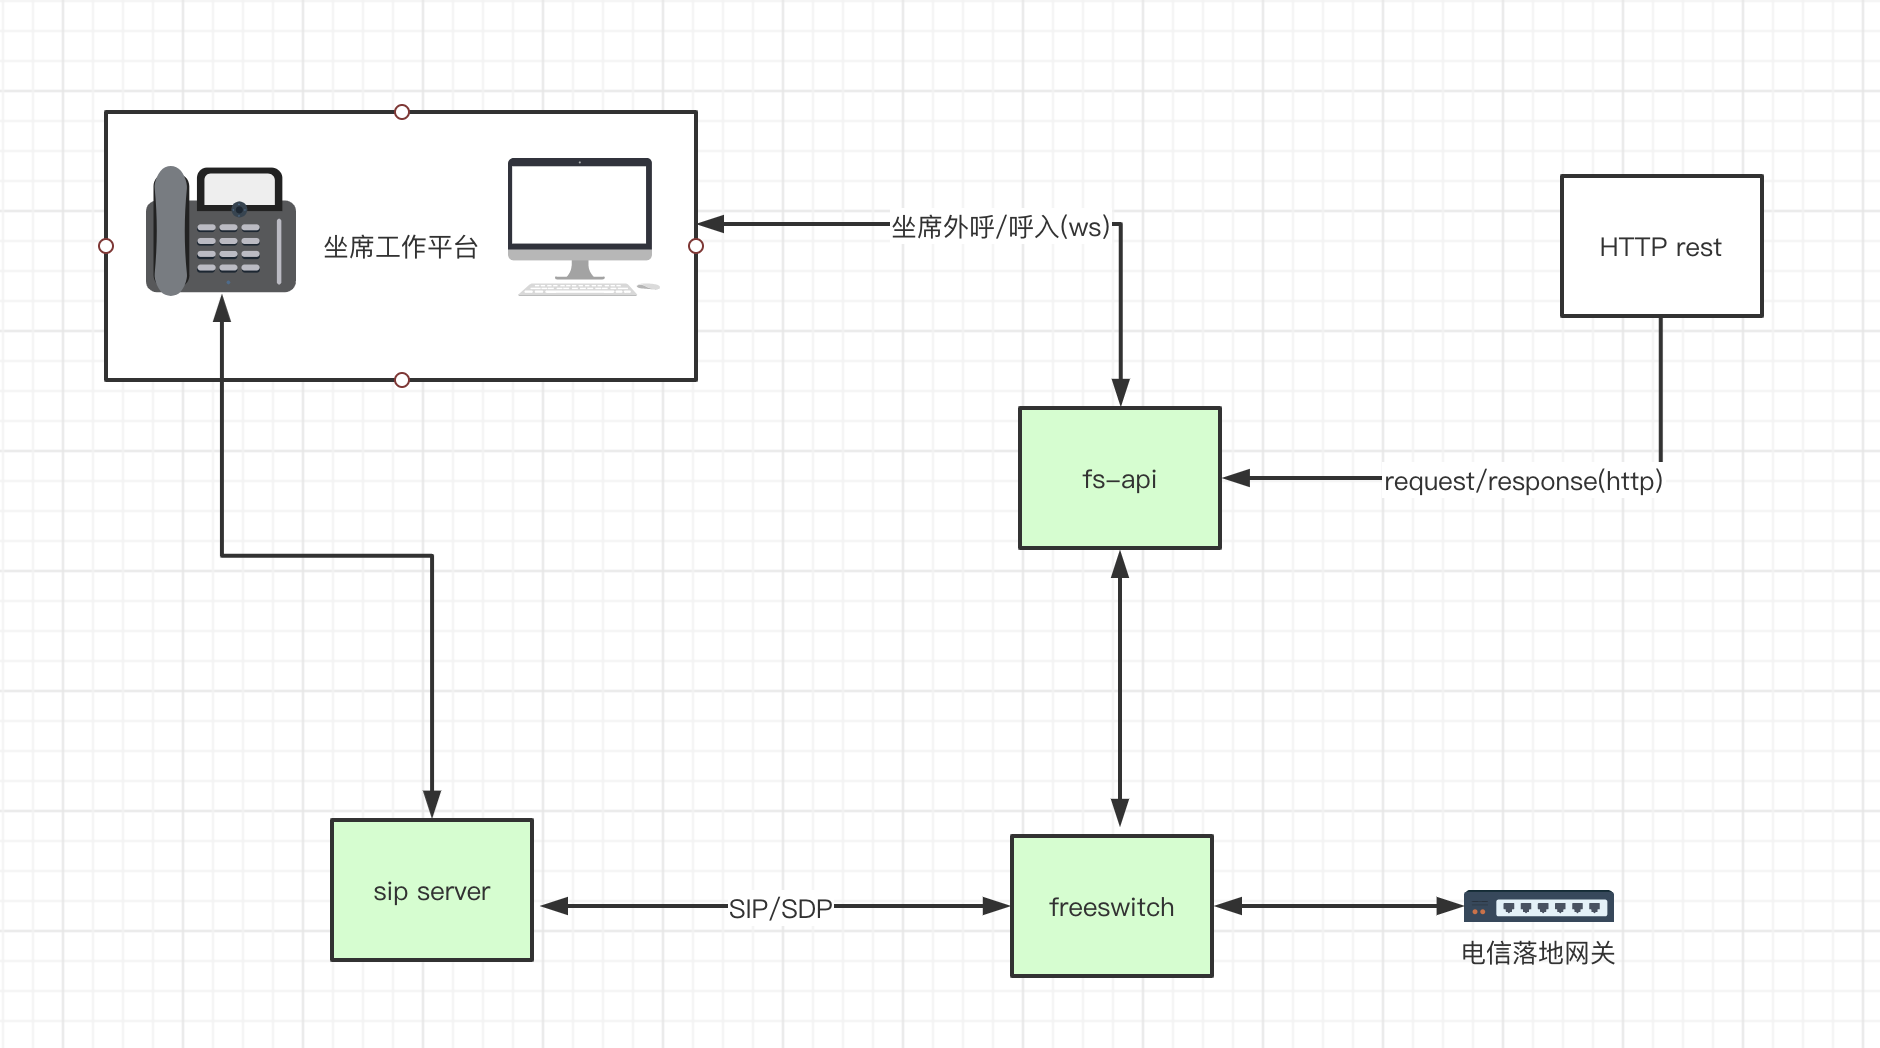 坐席工作平台
坐席外呼/呼入(ws)
HTTP rest
fs-api
request/response(http)
sip server
SIP/SDP
freeswitch
电信落地网关